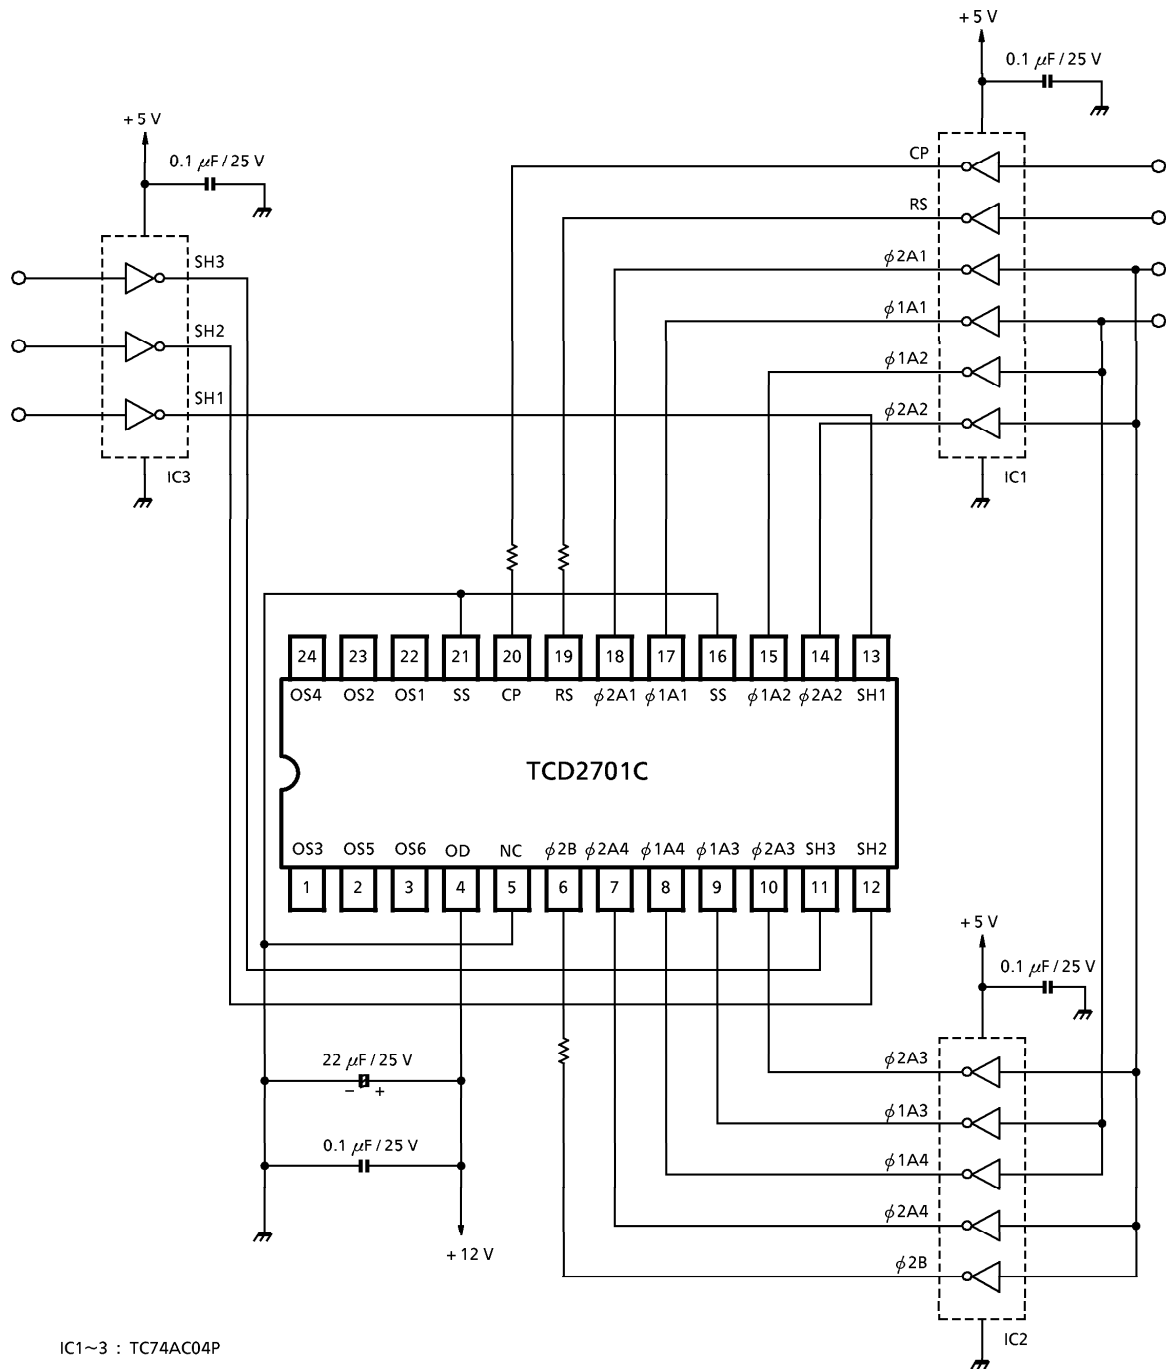 +5 V
0.1 μF/25 V
+5 V
0.1 μF/25 V
CP
RS
SH3
ϕ2A1
ϕ1A1
SH2
ϕ1A2
SH1
ϕ2A2
IC3
IC1
24 23 22 21 20 19 18 17 16 15 14 13
OS4 OS2 OS1 SS CP RS ϕ2A1 ϕ1A1 SS ϕ1A2 ϕ2A2 SH1
TCD2701C
OS3 OS5 OS6 OD NC ϕ2B ϕ2A4 ϕ1A4 ϕ1A3 ϕ2A3 SH3 SH2
1 2 3 4 5 6 7 8 9 10 11 12
+5 V
0.1 μF/25 V
22 μF/25 V
− +
ϕ2A3
ϕ1A3
0.1 μF/25 V
ϕ1A4
ϕ2A4
+12 V
ϕ2B
IC2
IC1~3 : TC74AC04P